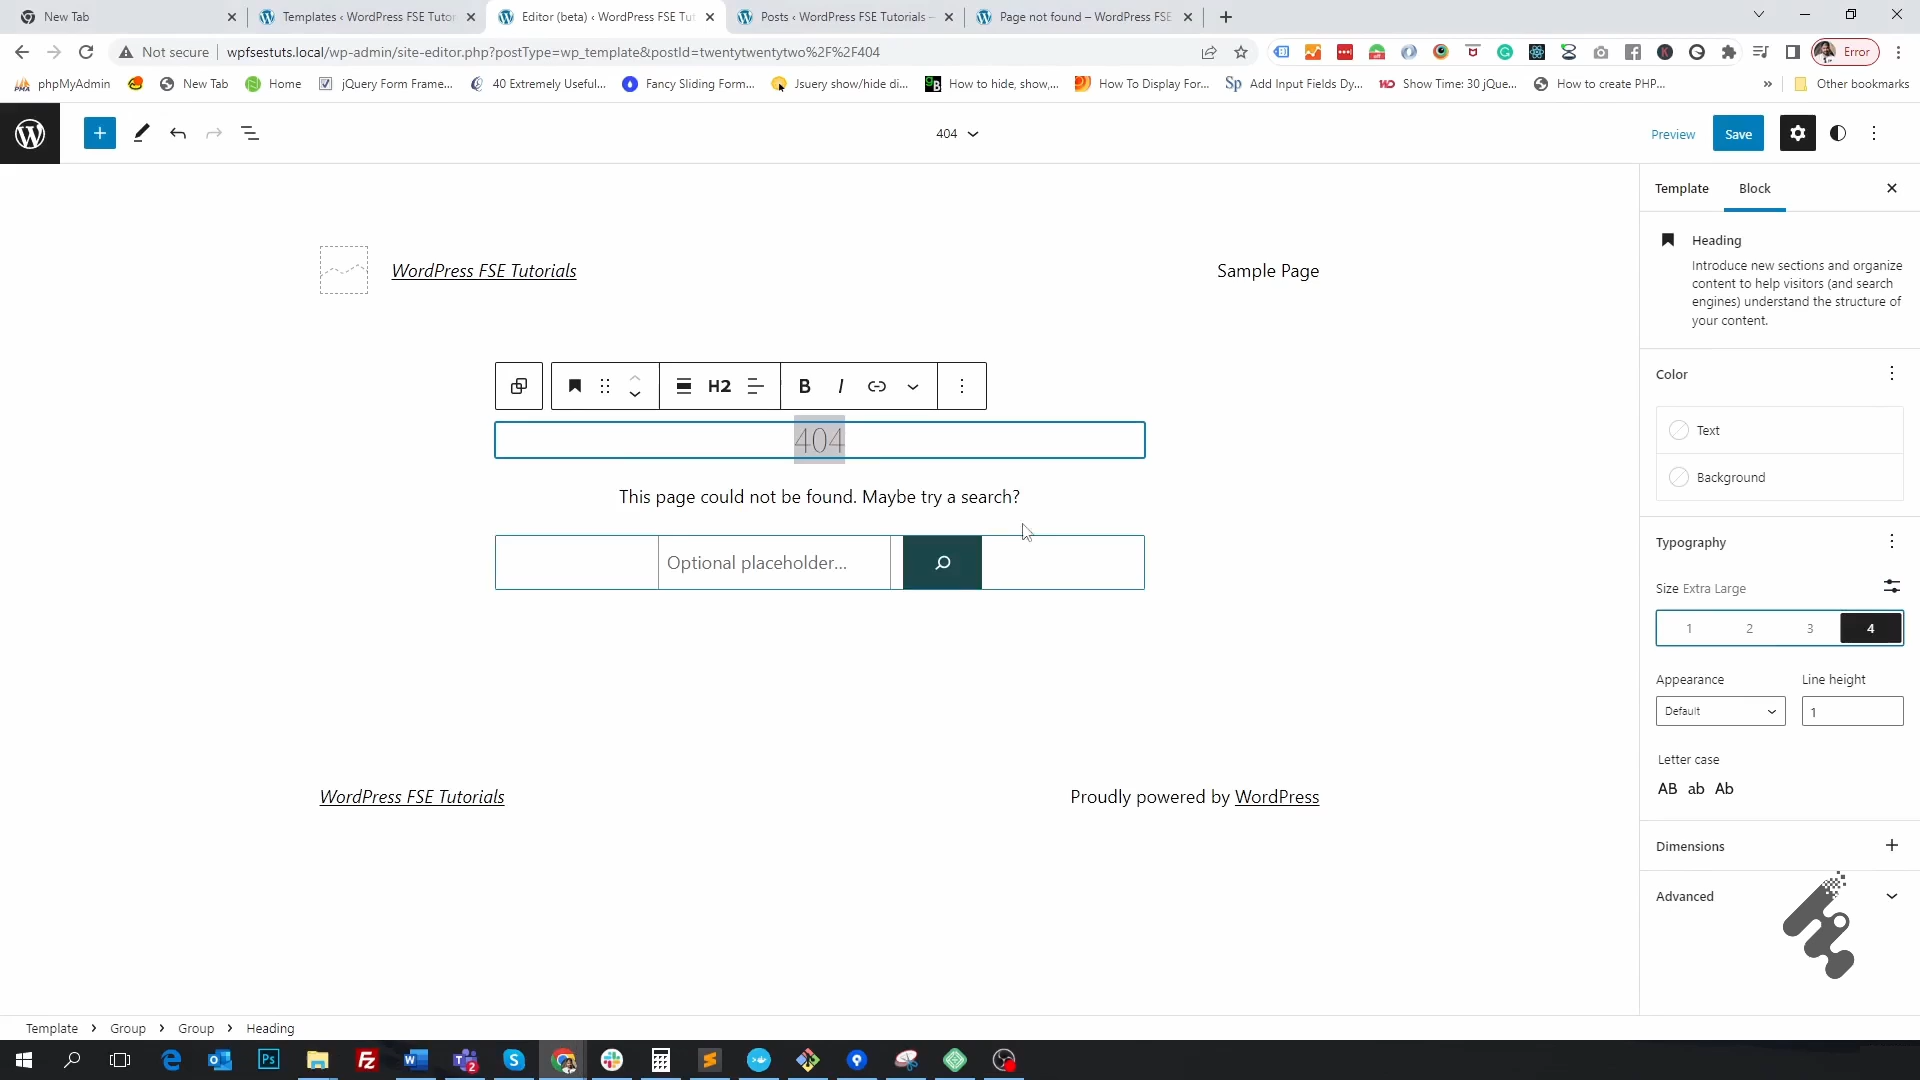 New Tab
Templates ‹ WordPress FSE Tutor
Editor (beta) ‹ WordPress FSE Tut
Posts ‹ WordPress FSE Tutorials –
Page not found – WordPress FSE
Not secure
wpfsestuts.local/wp-admin/site-editor.php?postType=wp_template&postId=twentytwentytwo%2F%2F404
Error
phpMyAdmin
New Tab
Home
jQuery Form Frame...
40 Extremely Useful...
Fancy Sliding Form...
Jsuery show/hide di...
How to hide, show,...
How To Display For...
Add Input Fields Dy...
Show Time: 30 jQue...
How to create PHP...
»
Other bookmarks
404
Preview
Save
Template
Block
Heading
Introduce new sections and organize
content to help visitors (and search
engines) understand the structure of
your content.
WordPress FSE Tutorials
Sample Page
H2
B
I
404
This page could not be found. Maybe try a search?
Optional placeholder...
Color
Text
Background
Typography
Size Extra Large
1
2
3
4
Appearance
Line height
Default
1
Letter case
AB ab Ab
Dimensions
Advanced
WordPress FSE Tutorials
Proudly powered by WordPress
Template
Group
Group
Heading